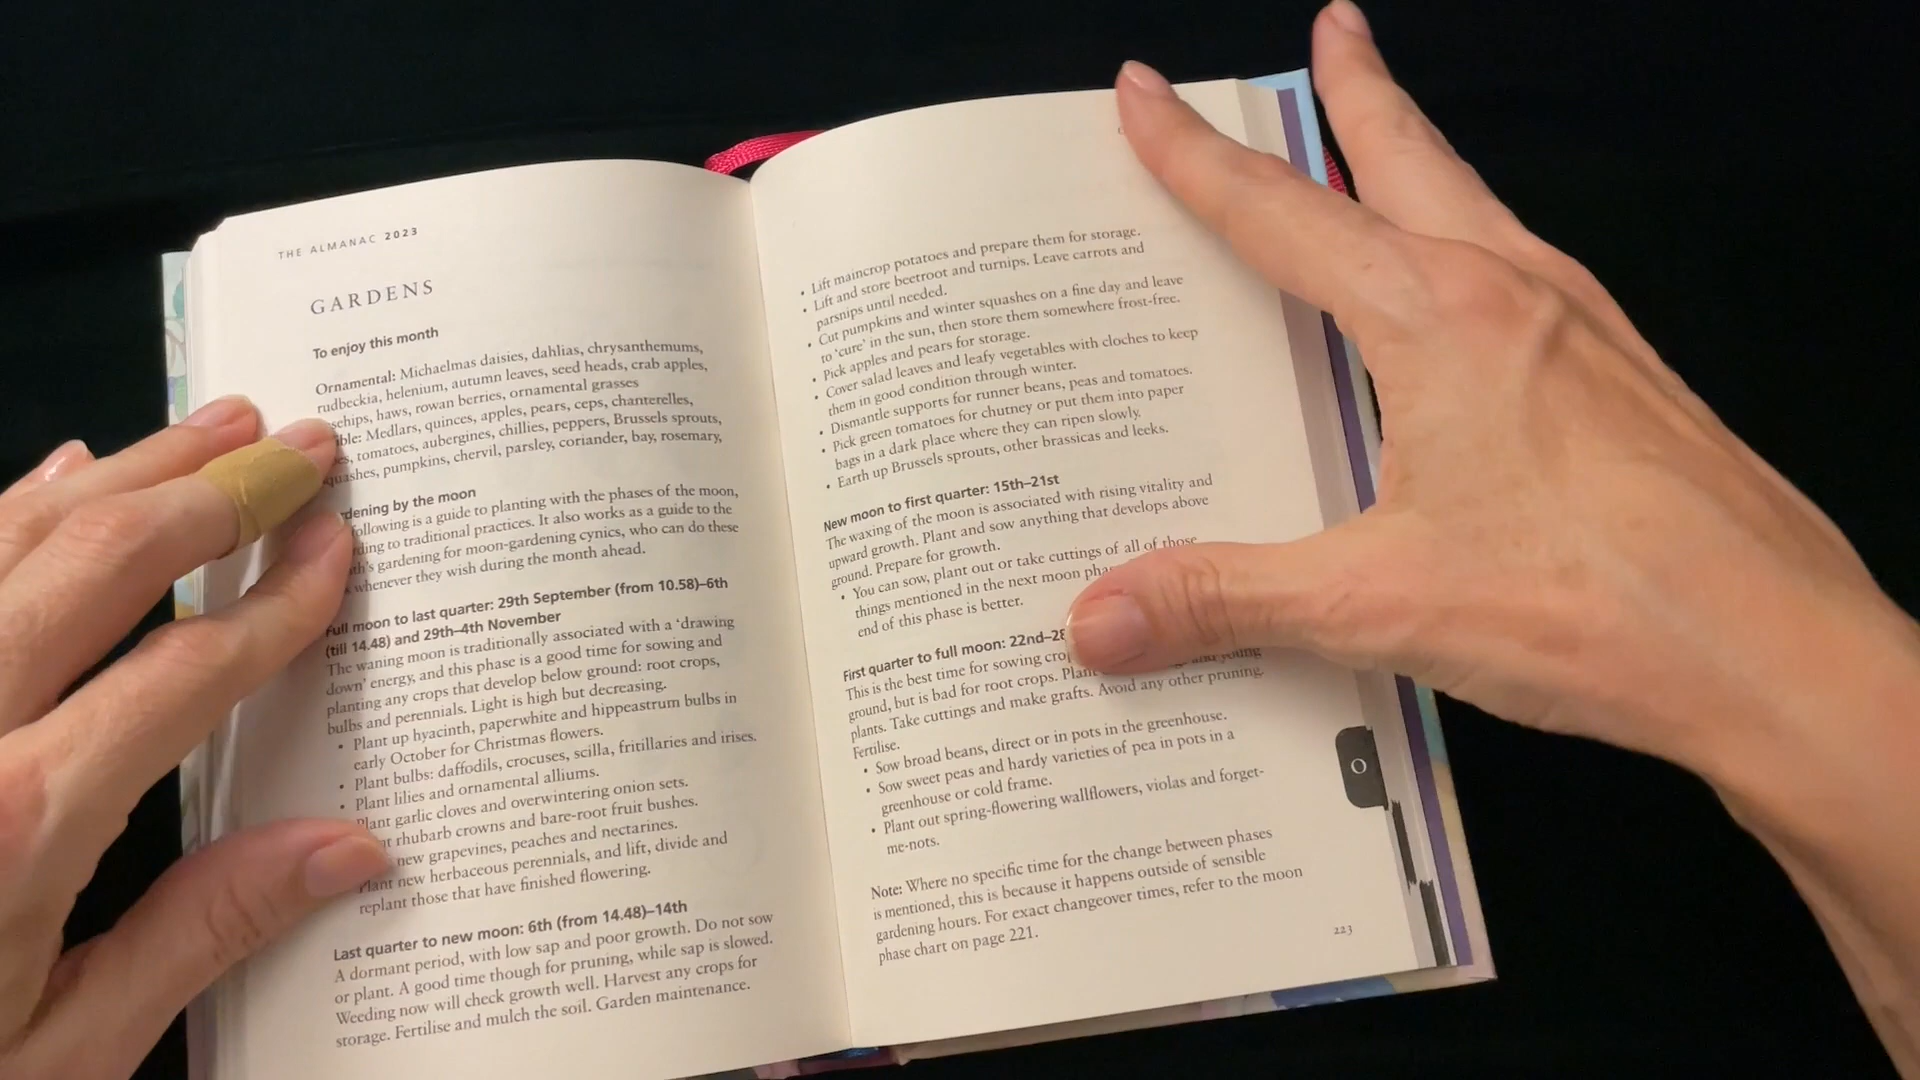 THE ALMANAC 2023
GARDENS
To enjoy this month
Ornamental: Michaelmas daisies, dahlias, chrysanthemums,
rudbeckia, helenium, autumn leaves, seed heads, crab apples,
haws, rowan berries, ornamental grasses
Medlars, quinces, apples, pears, ceps, chanterelles,
tomatoes, aubergines, chillies, peppers, Brussels sprouts,
pumpkins, chervil, parsley, coriander, bay, rosemary,
by the moon
following is a guide to planting with the phases of the moon,
to traditional practices. It also works as a guide to the
gardening for moon-gardening cynics, who can do these
whenever they wish during the month ahead.
Full moon to last quarter: 29th September (from 10.58)–6th
(till 14.48) and 29th–4th November
The waning moon is traditionally associated with a ‘drawing
down’ energy, and this phase is a good time for sowing and
planting any crops that develop below ground: root crops,
bulbs and perennials. Light is high but decreasing.
• Plant up hyacinth, paperwhite and hippeastrum bulbs in
early October for Christmas flowers.
• Plant bulbs: daffodils, crocuses, scilla, fritillaries and irises.
• Plant lilies and ornamental alliums.
Plant garlic cloves and overwintering onion sets.
rhubarb crowns and bare-root fruit bushes.
new grapevines, peaches and nectarines.
Plant new herbaceous perennials, and lift, divide and
replant those that have finished flowering.
Last quarter to new moon: 6th (from 14.48)–14th
A dormant period, with low sap and poor growth. Do not sow
or plant. A good time though for pruning, while sap is slowed.
Weeding now will check growth well. Harvest any crops for
storage. Fertilise and mulch the soil. Garden maintenance.
• Lift maincrop potatoes and prepare them for storage.
• Lift and store beetroot and turnips. Leave carrots and
parsnips until needed.
• Cut pumpkins and winter squashes on a fine day and leave
to ‘cure’ in the sun, then store them somewhere frost-free.
• Pick apples and pears for storage.
• Cover salad leaves and leafy vegetables with cloches to keep
them in good condition through winter.
• Dismantle supports for runner beans, peas and tomatoes.
• Pick green tomatoes for chutney or put them into paper
bags in a dark place where they can ripen slowly.
• Earth up Brussels sprouts, other brassicas and leeks.
New moon to first quarter: 15th–21st
The waxing of the moon is associated with rising vitality and
upward growth. Plant and sow anything that develops above
ground. Prepare for growth.
• You can sow, plant out or take cuttings of all of those
things mentioned in the next moon
end of this phase is better.
First quarter to full moon:
This is the best time for sowing
ground, but is bad for root crops. and young
plants. Take cuttings and make grafts. Avoid any other pruning.
Fertilise.
• Sow broad beans, direct or in pots in the greenhouse.
• Sow sweet peas and hardy varieties of pea in pots in a
greenhouse or cold frame.
• Plant out spring-flowering wallflowers, violas and forget-
me-nots.
Note: Where no specific time for the change between phases
is mentioned, this is because it happens outside of sensible
gardening hours. For exact changeover times, refer to the moon
phase chart on page 221.
223
O